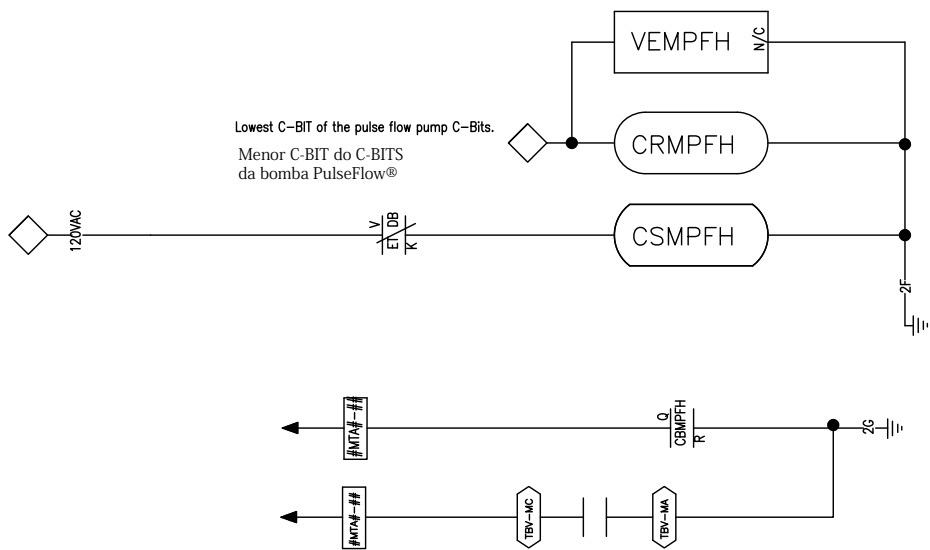 VEMPFH
N/C
Lowest C-BIT of the pulse flow pump C-Bits.
CRMPFH
Menor C-BIT do C-BITS
da bomba PulseFlow®
120VAC
V
ET DB
K
CSMPFH
2F
#MTA#-##
Q
CBMPFH
R
2G
#MTA#-##
TBV-MC
TBV-MA